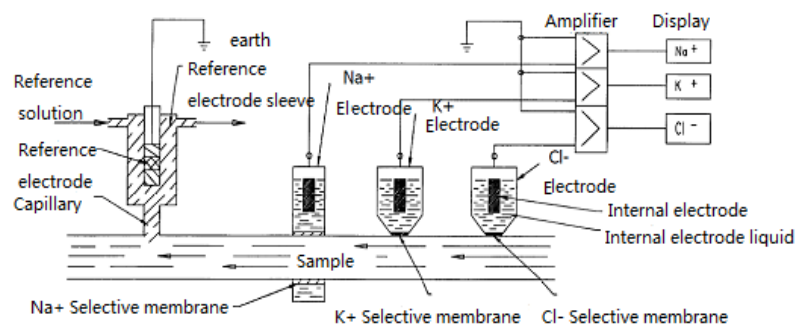 Amplifier
Display
earth
Reference
solution
Reference
electrode sleeve
Na+
Electrode
K+
Electrode
Na+
K +
Cl -
Reference
electrode
Capillary
Cl-
Electrode
Internal electrode
Internal electrode liquid
Sample
Na+ Selective membrane
K+ Selective membrane
Cl- Selective membrane